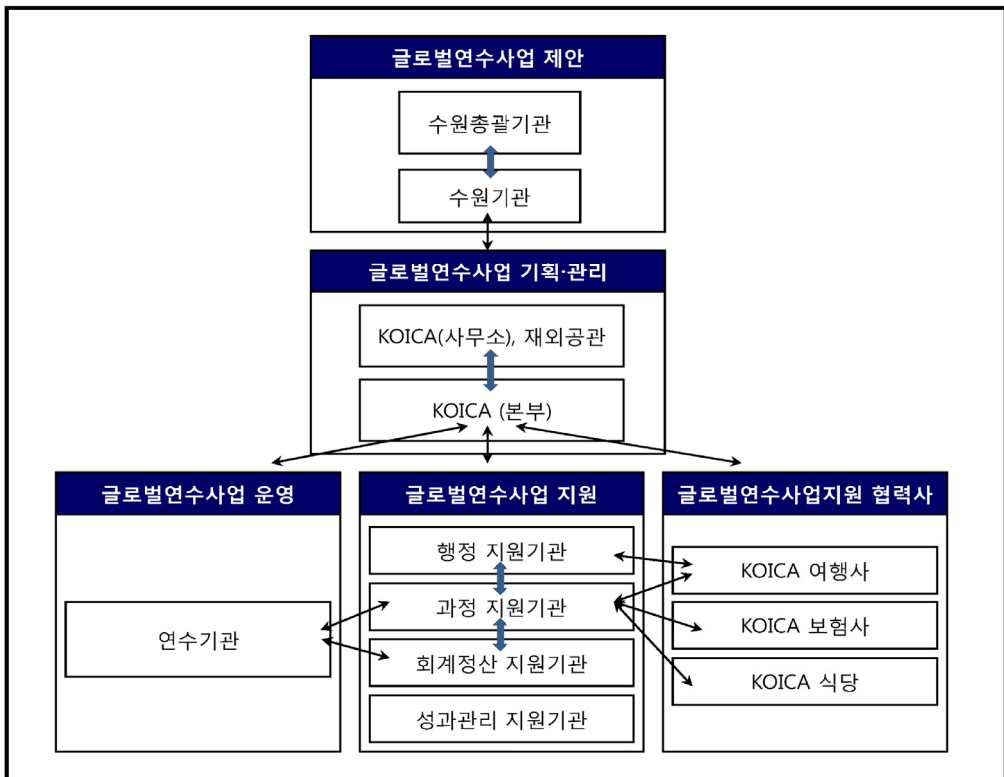 글로벌연수사업 제안
수원총괄기관
수원기관
글로벌연수사업 기획·관리
KOICA(사무소), 재외공관
KOICA (본부)
글로벌연수사업 운영
연수기관
글로벌연수사업 지원
행정 지원기관
과정 지원기관
회계정산 지원기관
성과관리 지원기관
글로벌연수사업지원 협력사
KOICA 여행사
KOICA 보험사
KOICA 식당